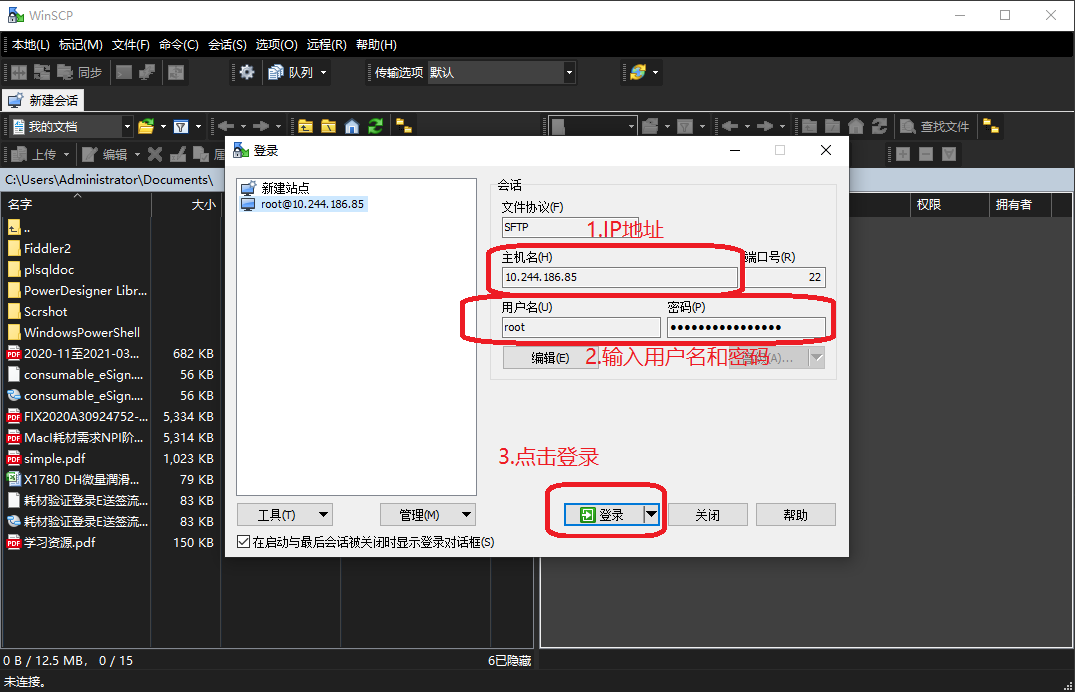 WinSCP
本地(L) 标记(M) 文件(F) 命令(C) 会话(S) 选项(O) 远程(R) 帮助(H)
同步 队列 传输选项 默认
新建会话
我的文档 查找文件
上传 编辑
C:\Users\Administrator\Documents\
名字 大小 权限 拥有者
..
Fiddler2
plsqldoc
PowerDesigner Libr...
Scrshot
WindowsPowerShell
2020-11至2021-03... 682 KB
consumable_eSign.... 56 KB
consumable_eSign.... 56 KB
FIX2020A30924752-... 5,334 KB
MacI耗材需求NPI阶... 5,314 KB
simple.pdf 1,023 KB
X1780 DH微量潤滑... 79 KB
耗材验证登录E送签流... 83 KB
耗材验证登录E送签流... 83 KB
学习资源.pdf 150 KB
登录
新建站点
root@10.244.186.85
会话
文件协议(F)
SFTP
1.IP地址
主机名(H) 端口号(R)
10.244.186.85 22
用户名(U) 密码(P)
root ●●●●●●●●●●●●●●●●
编辑(E)
2.输入用户名和密码
3.点击登录
工具(T) 管理(M) 登录 关闭 帮助
在启动与最后会话被关闭时显示登录对话框(S)
0 B / 12.5 MB， 0 / 15 6已隐藏
未连接。